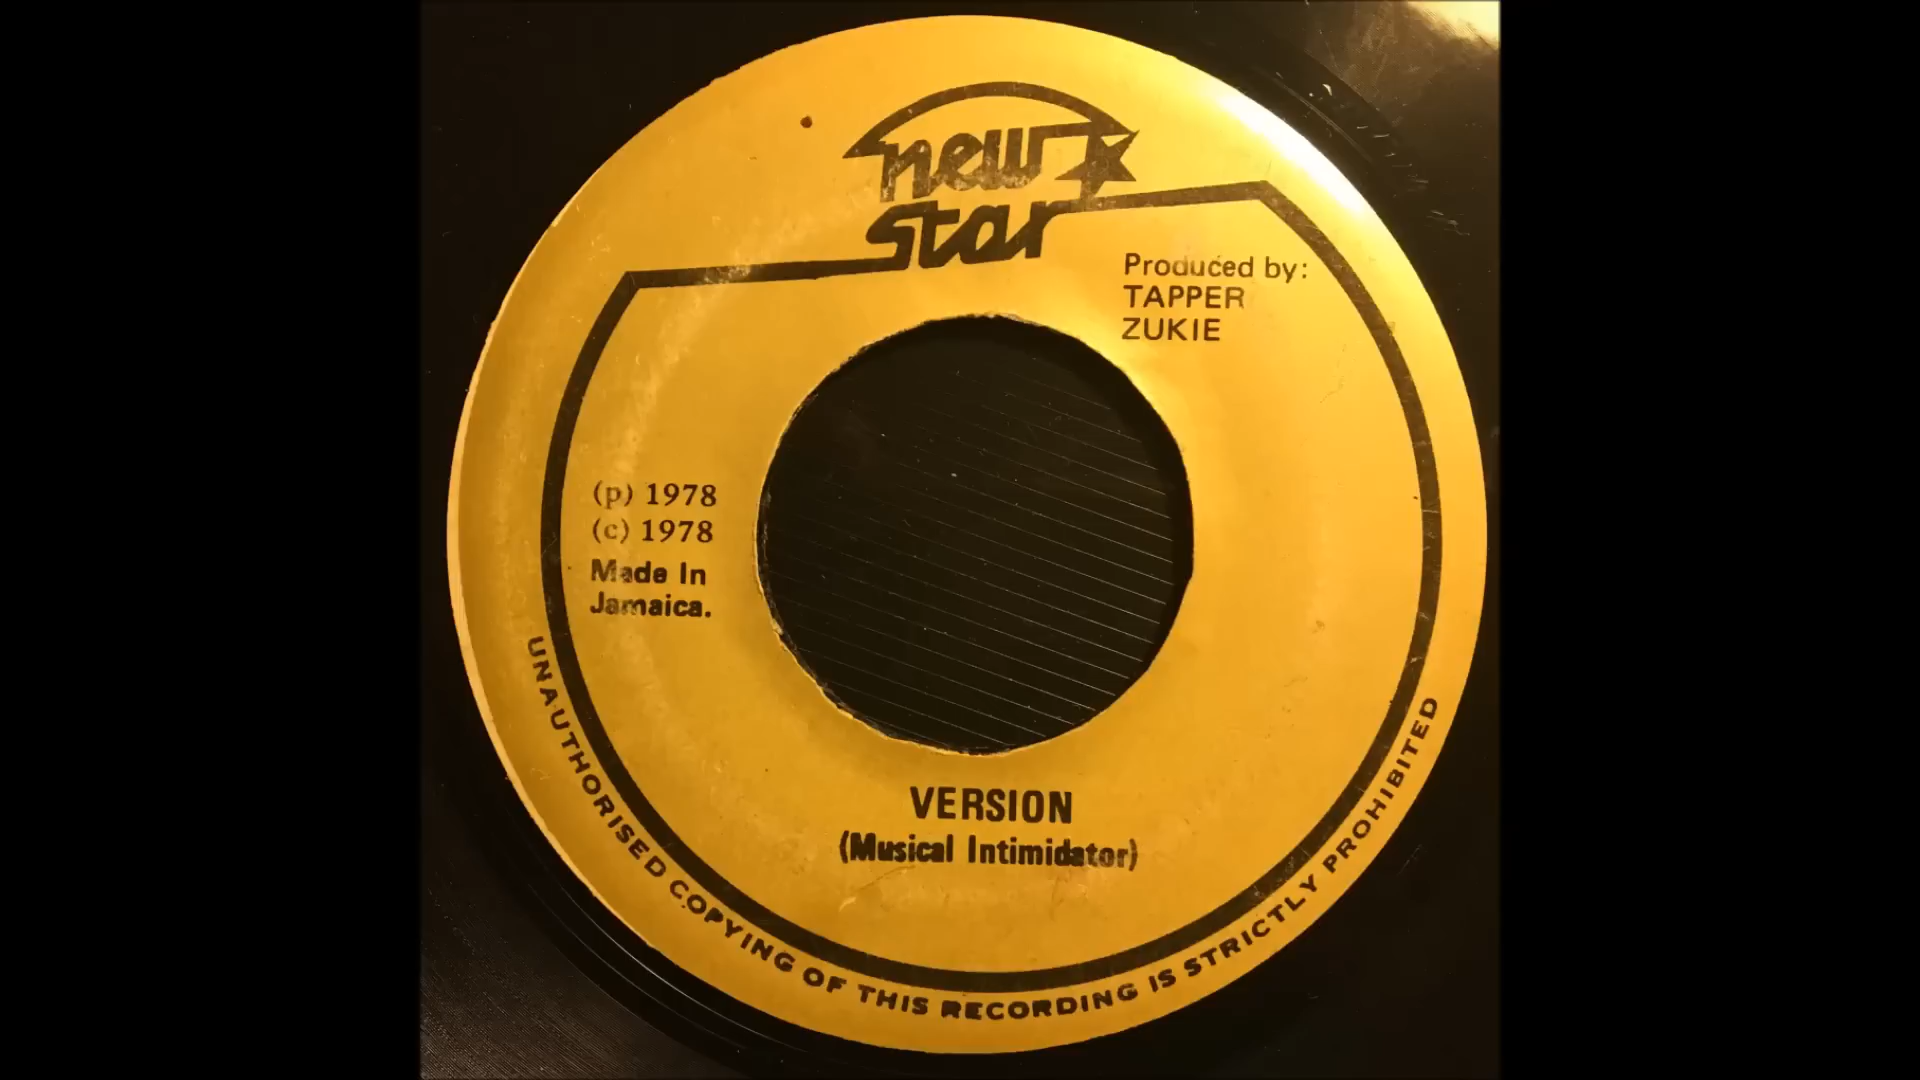 new
star
Produced by:
TAPPER
ZUKIE
(p) 1978
(c) 1978
Made In
Jamaica.
VERSION
(Musical Intimidator)
UNAUTHORISED COPYING OF THIS RECORDING IS STRICTLY PROHIBITED